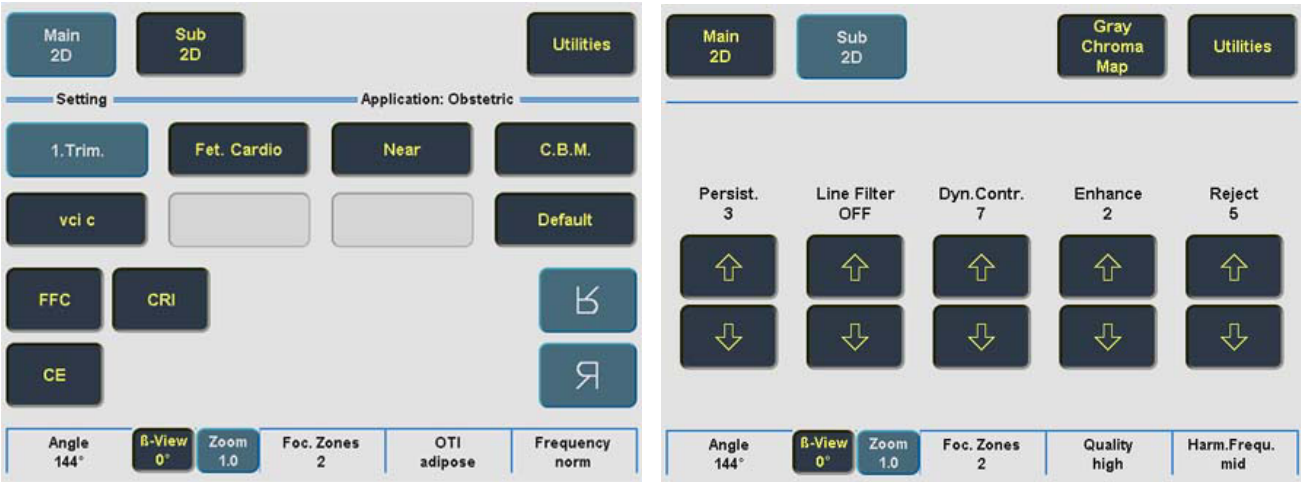 Main
2D
Sub
2D
Utilities
Setting
Application: Obstetric
1.Trim.
Fet. Cardio
Near
C.B.M.
vci c
Default
FFC
CRI
R
CE
R
Angle
144°
ß-View
0°
Zoom
1.0
Foc. Zones
2
OTI
adipose
Frequency
norm
Main
2D
Sub
2D
Gray
Chroma
Map
Utilities
Persist.
3
Line Filter
OFF
Dyn.Contr.
7
Enhance
2
Reject
5
Angle
144°
ß-View
0°
Zoom
1.0
Foc. Zones
2
Quality
high
Harm.Frequ.
mid